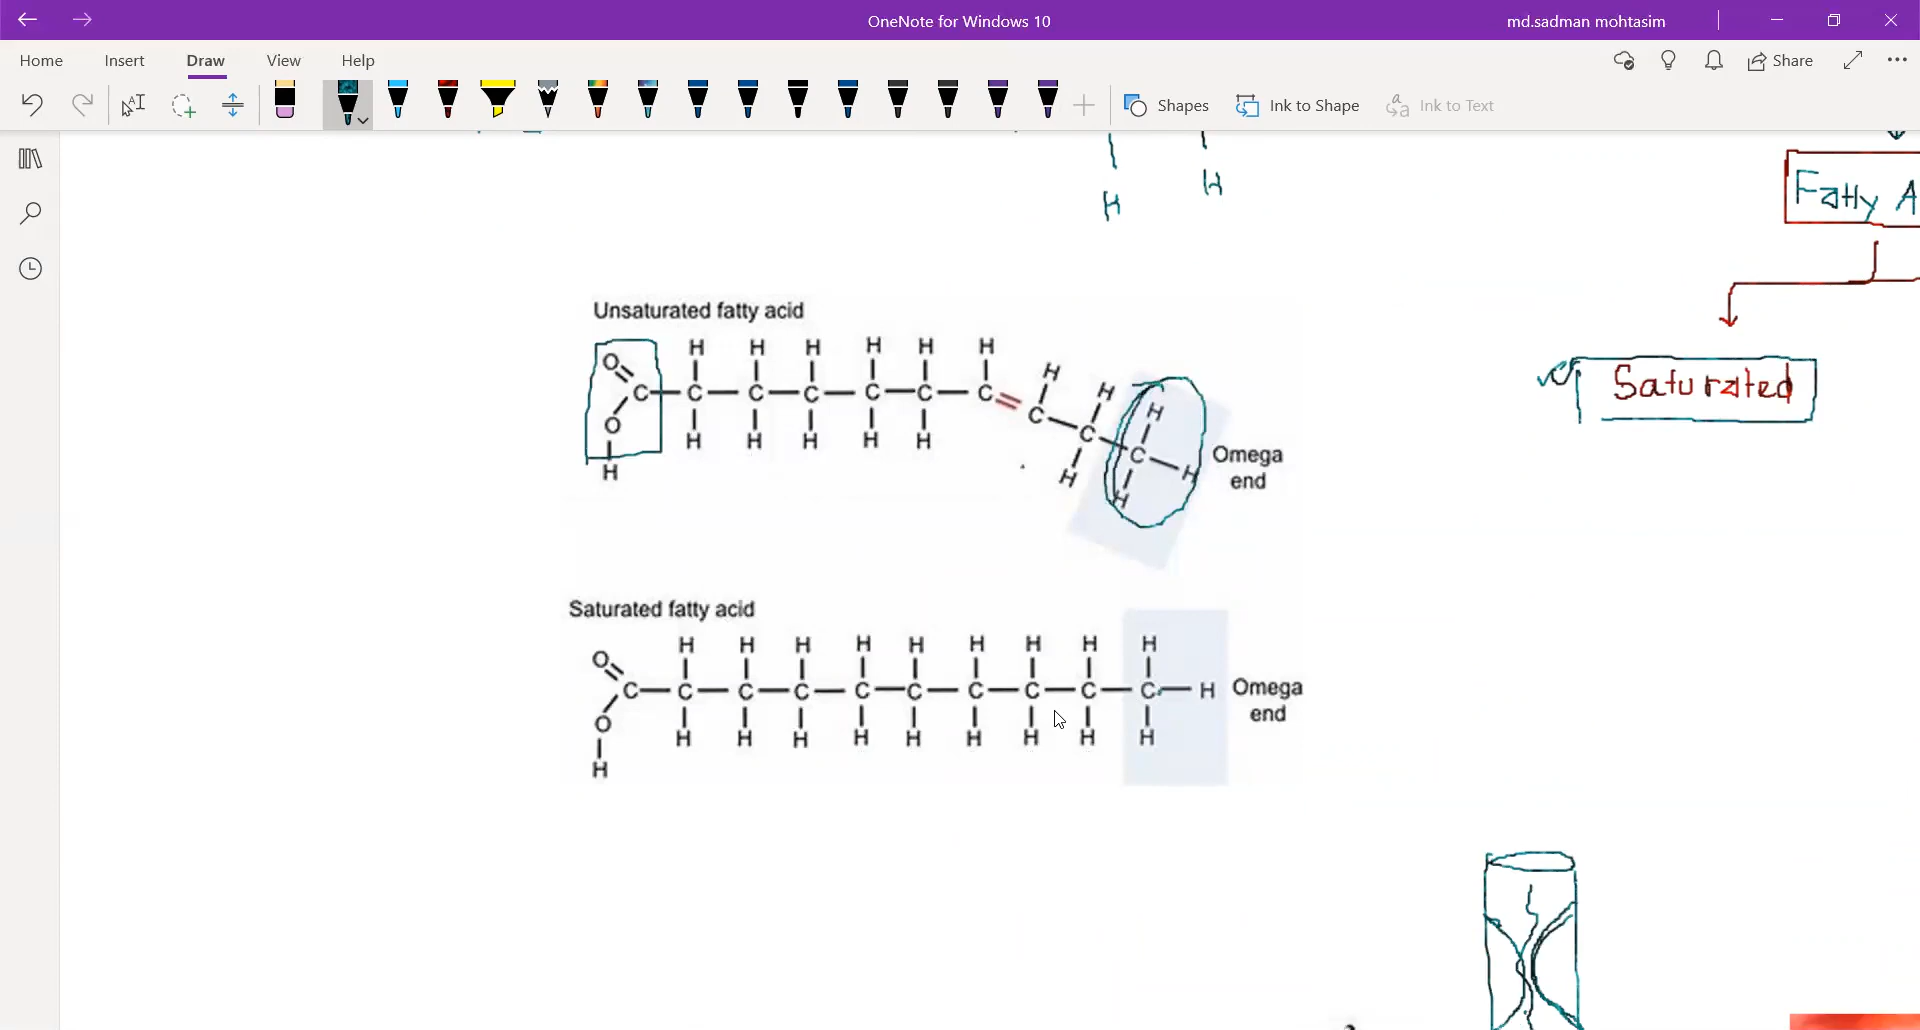 OneNote for Windows 10
md.sadman mohtasim
Home Insert Draw View Help
Share
Shapes Ink to Shape Ink to Text
H H
Fatty A
Unsaturated fatty acid
H H H H H H
O H H
C C C C C C C C H
O C C H
H H H H H H H H
Omega
end
Saturated
Saturated fatty acid
H H H H H H H H H
O
C C C C C C C C C C H
O
H H H H H H H H H
H
Omega
end